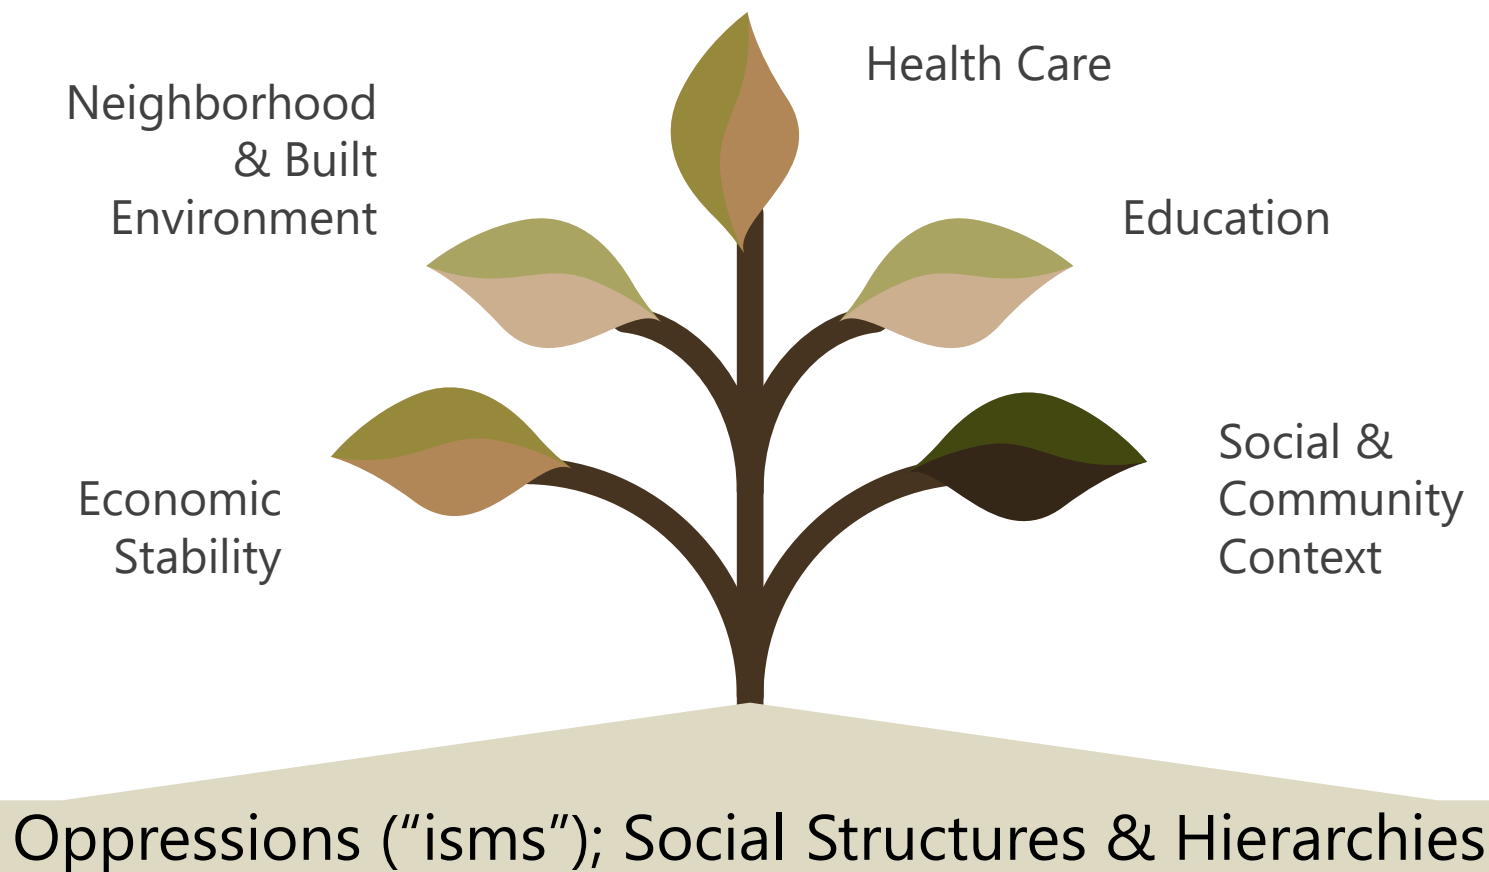 Neighborhood
& Built
Environment
Health Care
Education
Economic
Stability
Social &
Community
Context
Oppressions (“isms”); Social Structures & Hierarchies